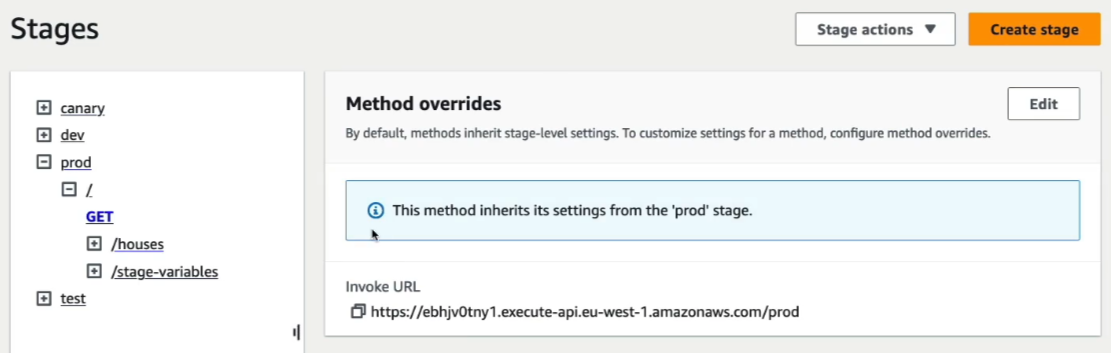 Stages
Stage actions
Create stage
canary
dev
prod
/
GET
/houses
/stage-variables
test
Method overrides
Edit
By default, methods inherit stage-level settings. To customize settings for a method, configure method overrides.
This method inherits its settings from the 'prod' stage.
Invoke URL
https://ebhjv0tny1.execute-api.eu-west-1.amazonaws.com/prod